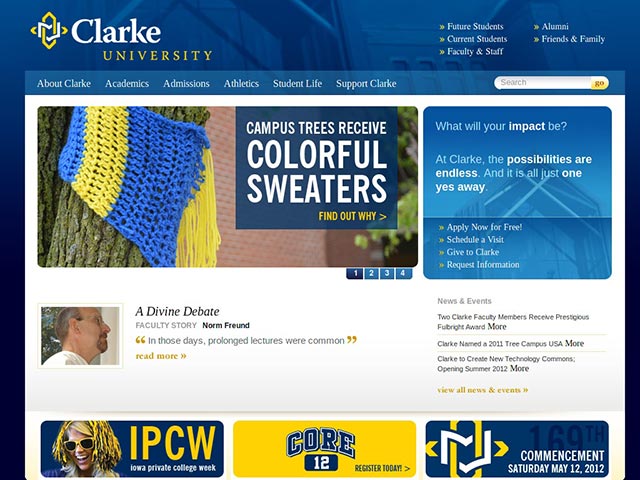 Clarke
UNIVERSITY
» Future Students
» Current Students
» Faculty & Staff
» Alumni
» Friends & Family
About Clarke
Academics
Admissions
Athletics
Student Life
Support Clarke
Search
go
CAMPUS TREES RECEIVE
COLORFUL
SWEATERS
FIND OUT WHY >
1 2 3 4
What will your impact be?
At Clarke, the possibilities are
endless. And it is all just one
yes away.
» Apply Now for Free!
» Schedule a Visit
» Give to Clarke
» Request Information
A Divine Debate
FACULTY STORY Norm Freund
“ In those days, prolonged lectures were common ”
read more »
News & Events
Two Clarke Faculty Members Receive Prestigious
Fulbright Award More
Clarke Named a 2011 Tree Campus USA More
Clarke to Create New Technology Commons;
Opening Summer 2012 More
view all news & events »
IPCW
iowa private college week
CORE
12
REGISTER TODAY! >
169TH
COMMENCEMENT
SATURDAY MAY 12, 2012